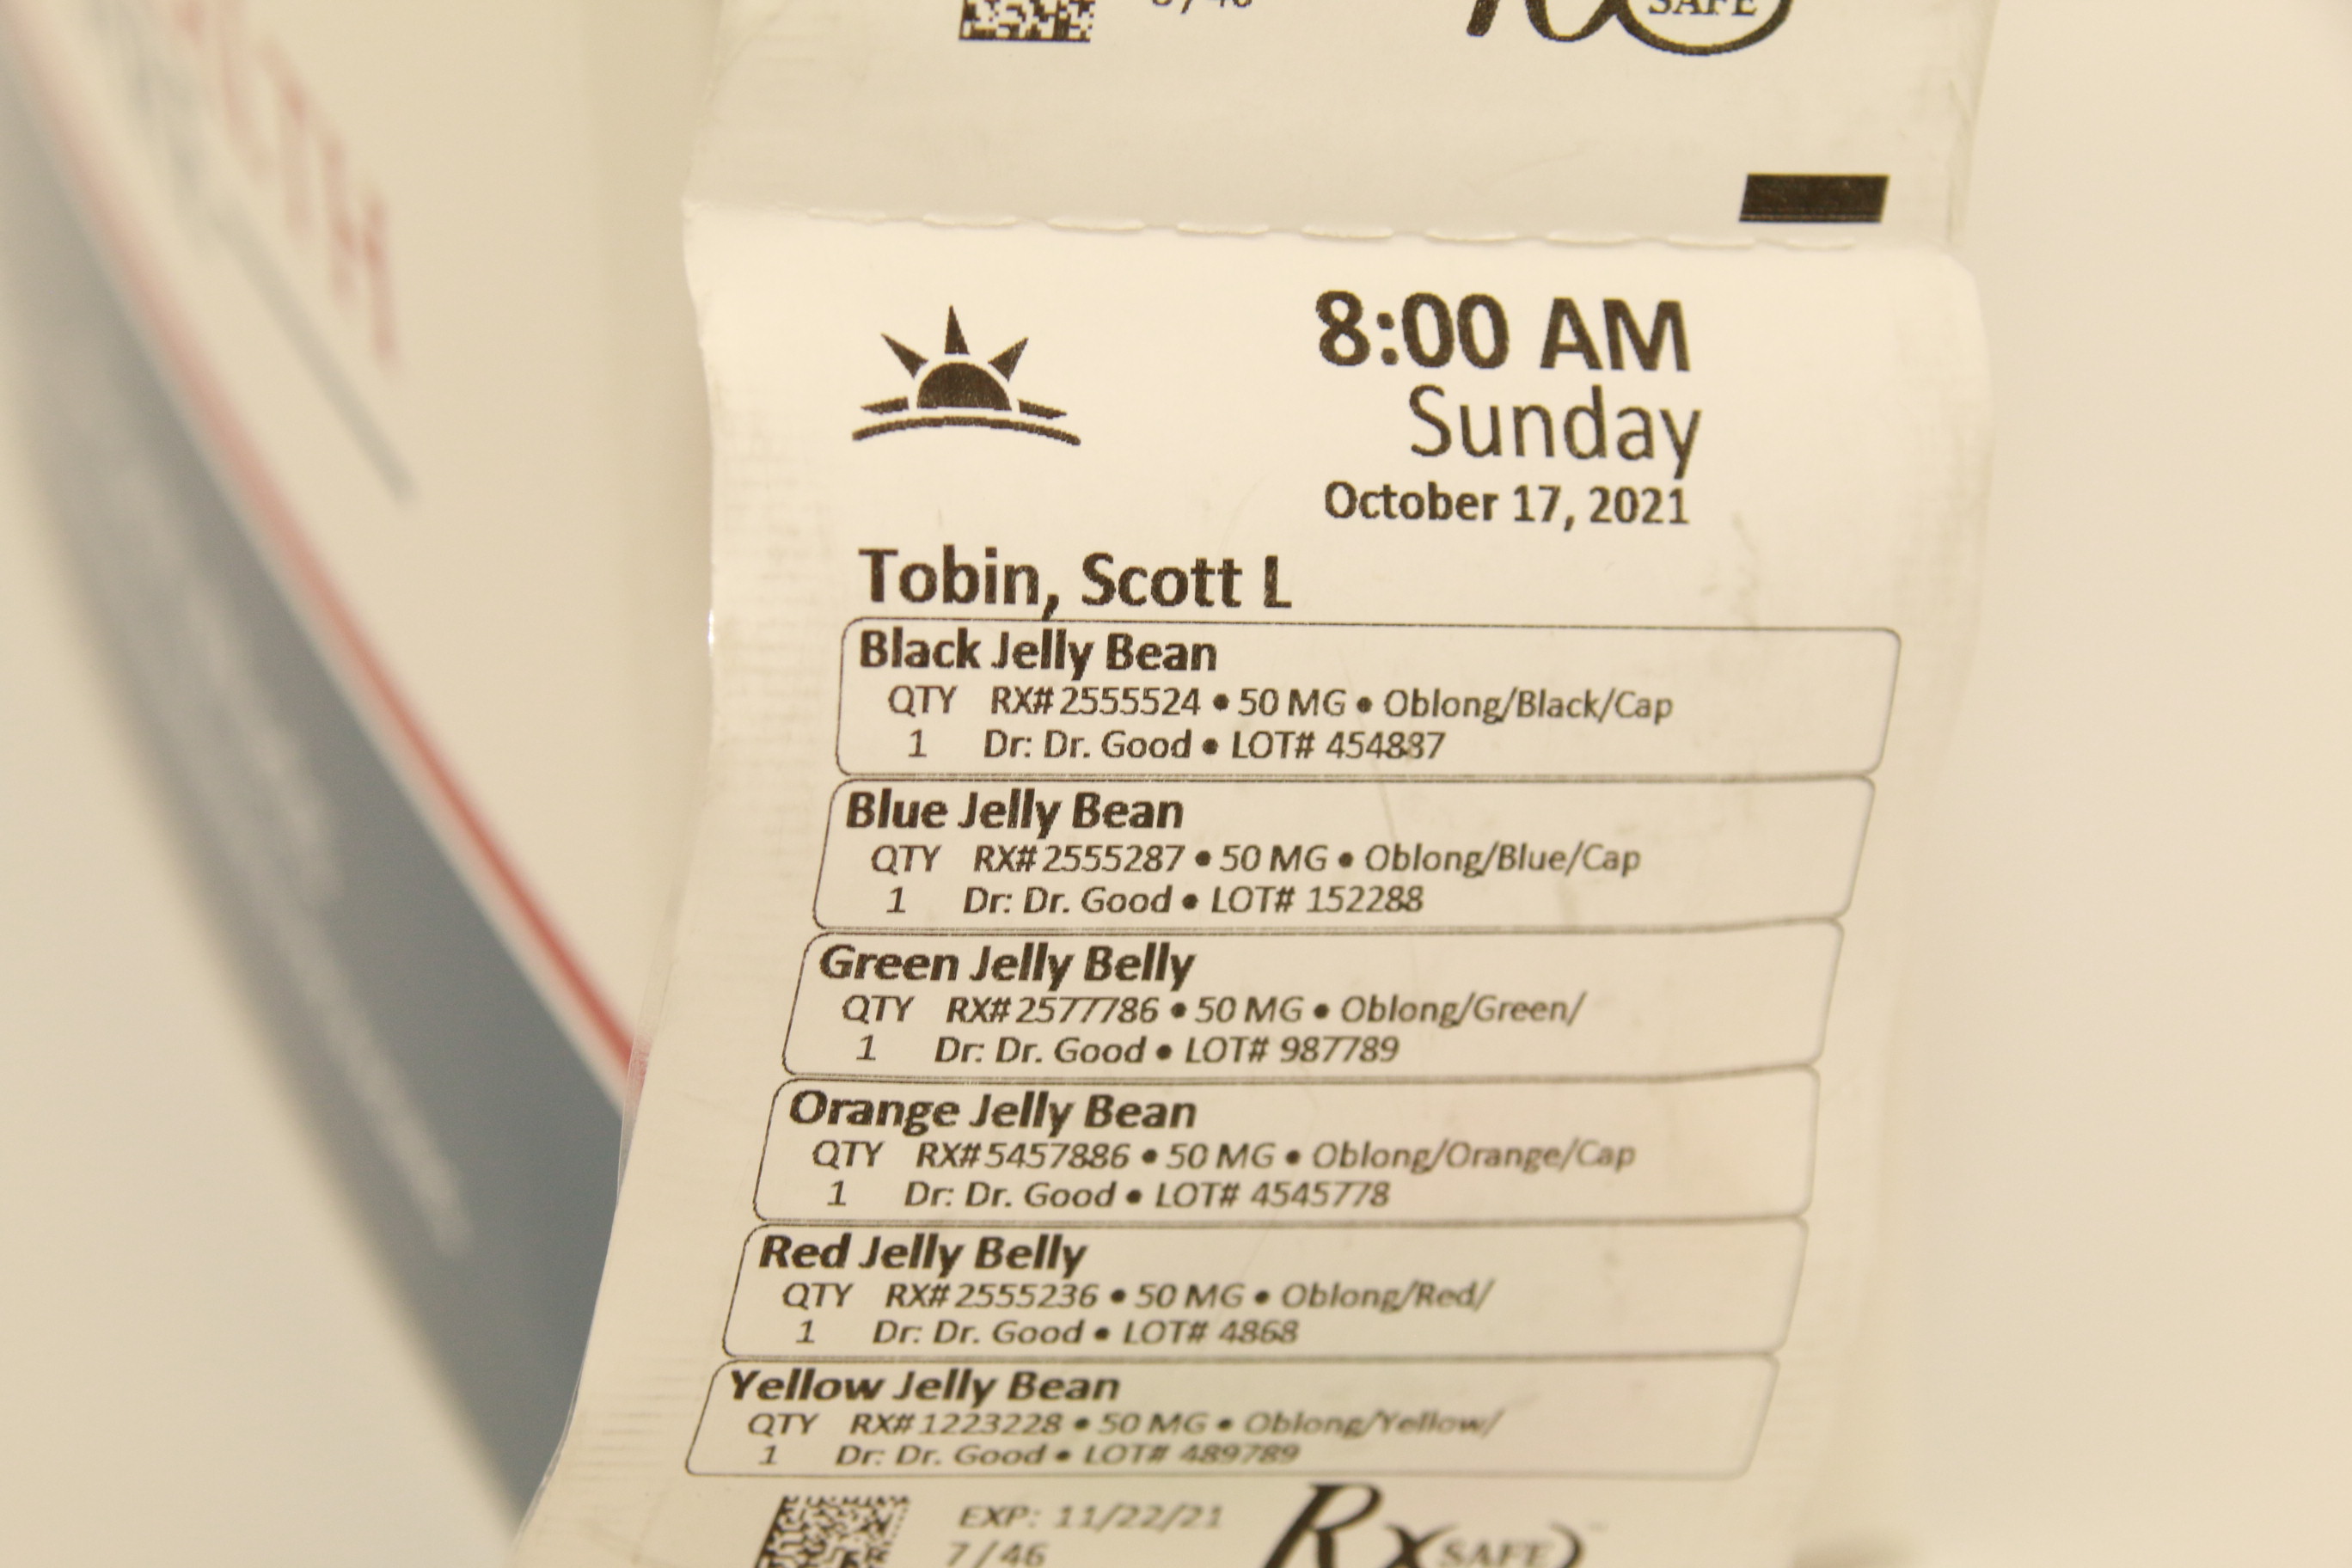 SAFE
8:00 AM
Sunday
October 17, 2021
Tobin, Scott L
Black Jelly Bean
QTY RX# 2555524 • 50 MG • Oblong/Black/Cap
1 Dr: Dr. Good • LOT# 454887
Blue Jelly Bean
QTY RX# 2555287 • 50 MG • Oblong/Blue/Cap
1 Dr: Dr. Good • LOT# 152288
Green Jelly Belly
QTY RX# 2577786 • 50 MG • Oblong/Green/
1 Dr: Dr. Good • LOT# 987789
Orange Jelly Bean
QTY RX# 5457886 • 50 MG • Oblong/Orange/Cap
1 Dr: Dr. Good • LOT# 4545778
Red Jelly Belly
QTY RX# 2555236 • 50 MG • Oblong/Red/
1 Dr: Dr. Good • LOT# 4868
Yellow Jelly Bean
QTY RX# 1223228 • 50 MG • Oblong/Yellow/
1 Dr: Dr. Good • LOT# 489789
EXP: 11/22/21
7 / 46
Rx SAFE